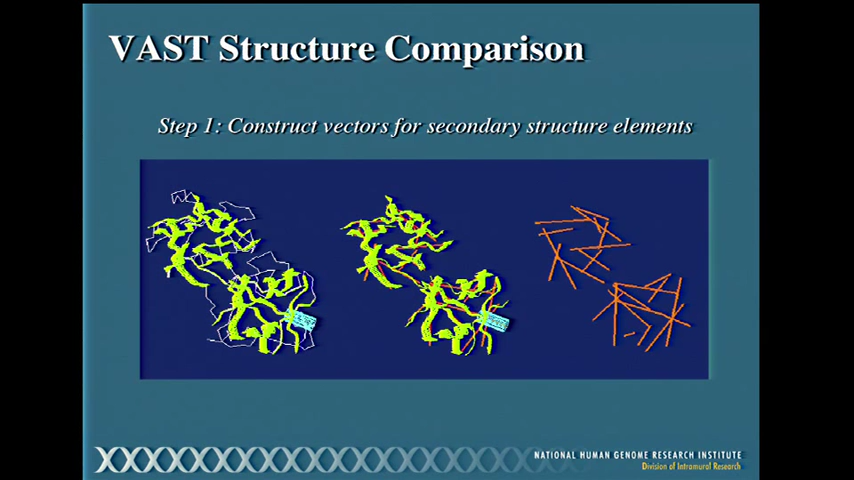 VAST Structure Comparison
Step 1: Construct vectors for secondary structure elements
NATIONAL HUMAN GENOME RESEARCH INSTITUTE
Division of Intramural Research